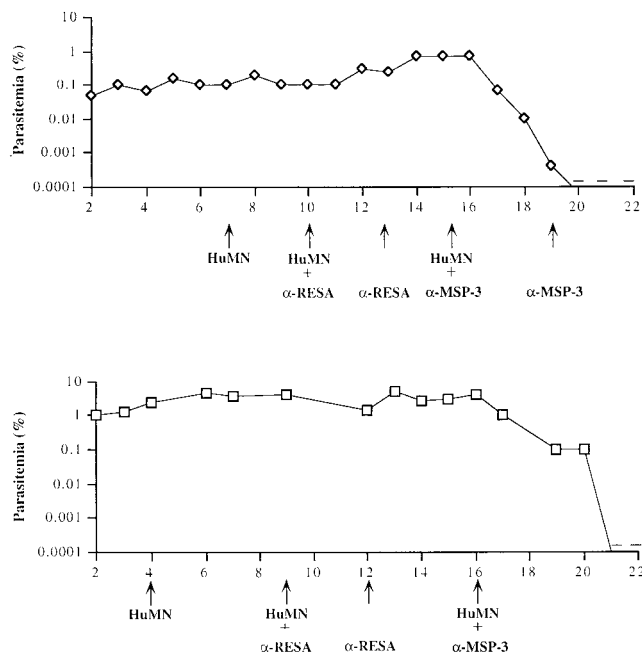 Parasitemia (%)
10
1
0.1
0.01
0.001
0.0001
2 4 6 8 10 12 14 16 18 20 22
HuMN HuMN α-RESA HuMN α-MSP-3
+ +
α-RESA α-MSP-3
Parasitemia (%)
10
1
0.1
0.01
0.001
0.0001
2 4 6 8 10 12 14 16 18 20 22
HuMN HuMN α-RESA HuMN
+ +
α-RESA α-MSP-3